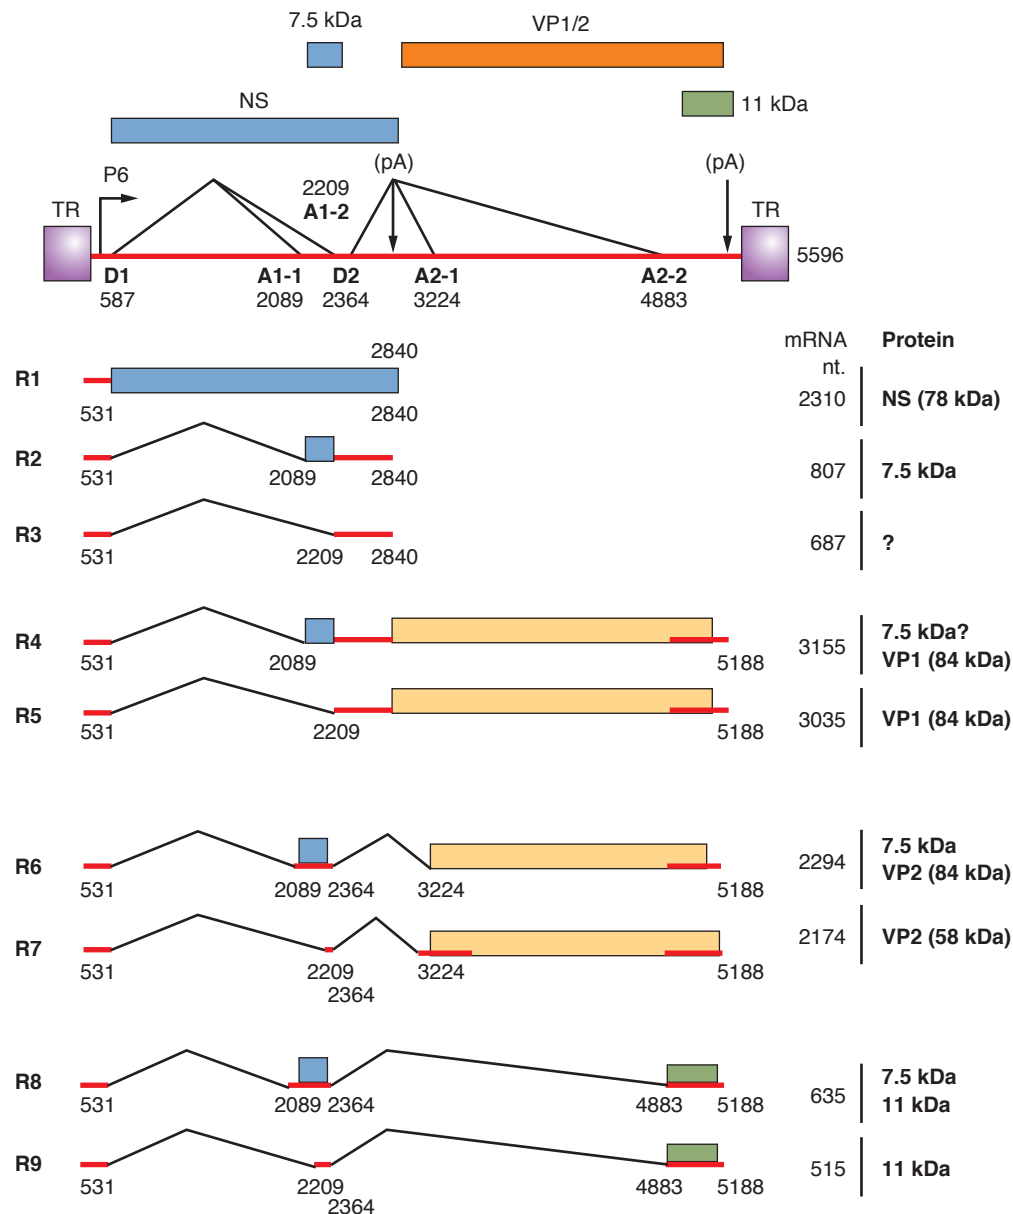 7.5 kDa
VP1/2
11 kDa
NS
(pA)
(pA)
P6
2209
A1-2
TR
TR
5596
D1
A1-1
D2
A2-1
A2-2
587
2089
2364
3224
4883
mRNA
nt.
Protein
2840
R1
531
2840
2310
NS (78 kDa)
R2
531
2089
2840
807
7.5 kDa
R3
531
2209
2840
687
?
R4
531
2089
5188
3155
7.5 kDa?
VP1 (84 kDa)
R5
531
2209
5188
3035
VP1 (84 kDa)
R6
531
2089
2364
3224
5188
2294
7.5 kDa
VP2 (84 kDa)
R7
531
2209
2364
3224
5188
2174
VP2 (58 kDa)
R8
531
2089
2364
4883
5188
635
7.5 kDa
11 kDa
R9
531
2209
2364
4883
5188
515
11 kDa